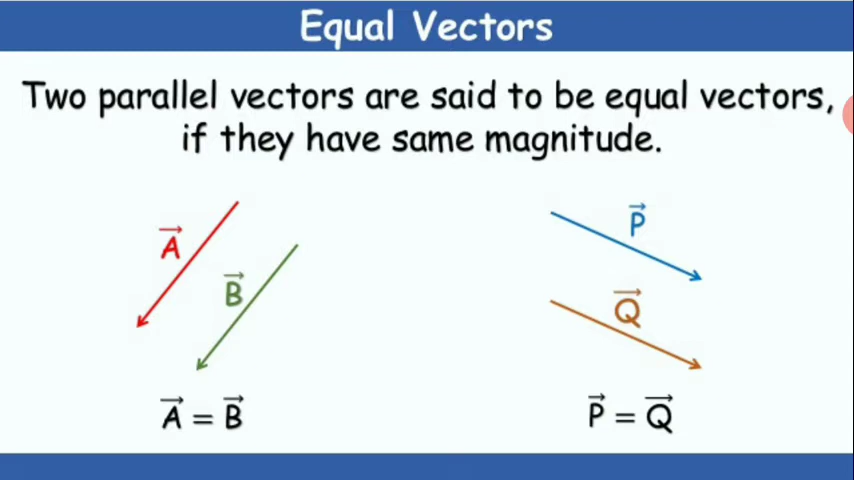 Equal Vectors
Two parallel vectors are said to be equal vectors,
if they have same magnitude.
A⃗
B⃗
P⃗
Q⃗
A⃗ = B⃗
P⃗ = Q⃗